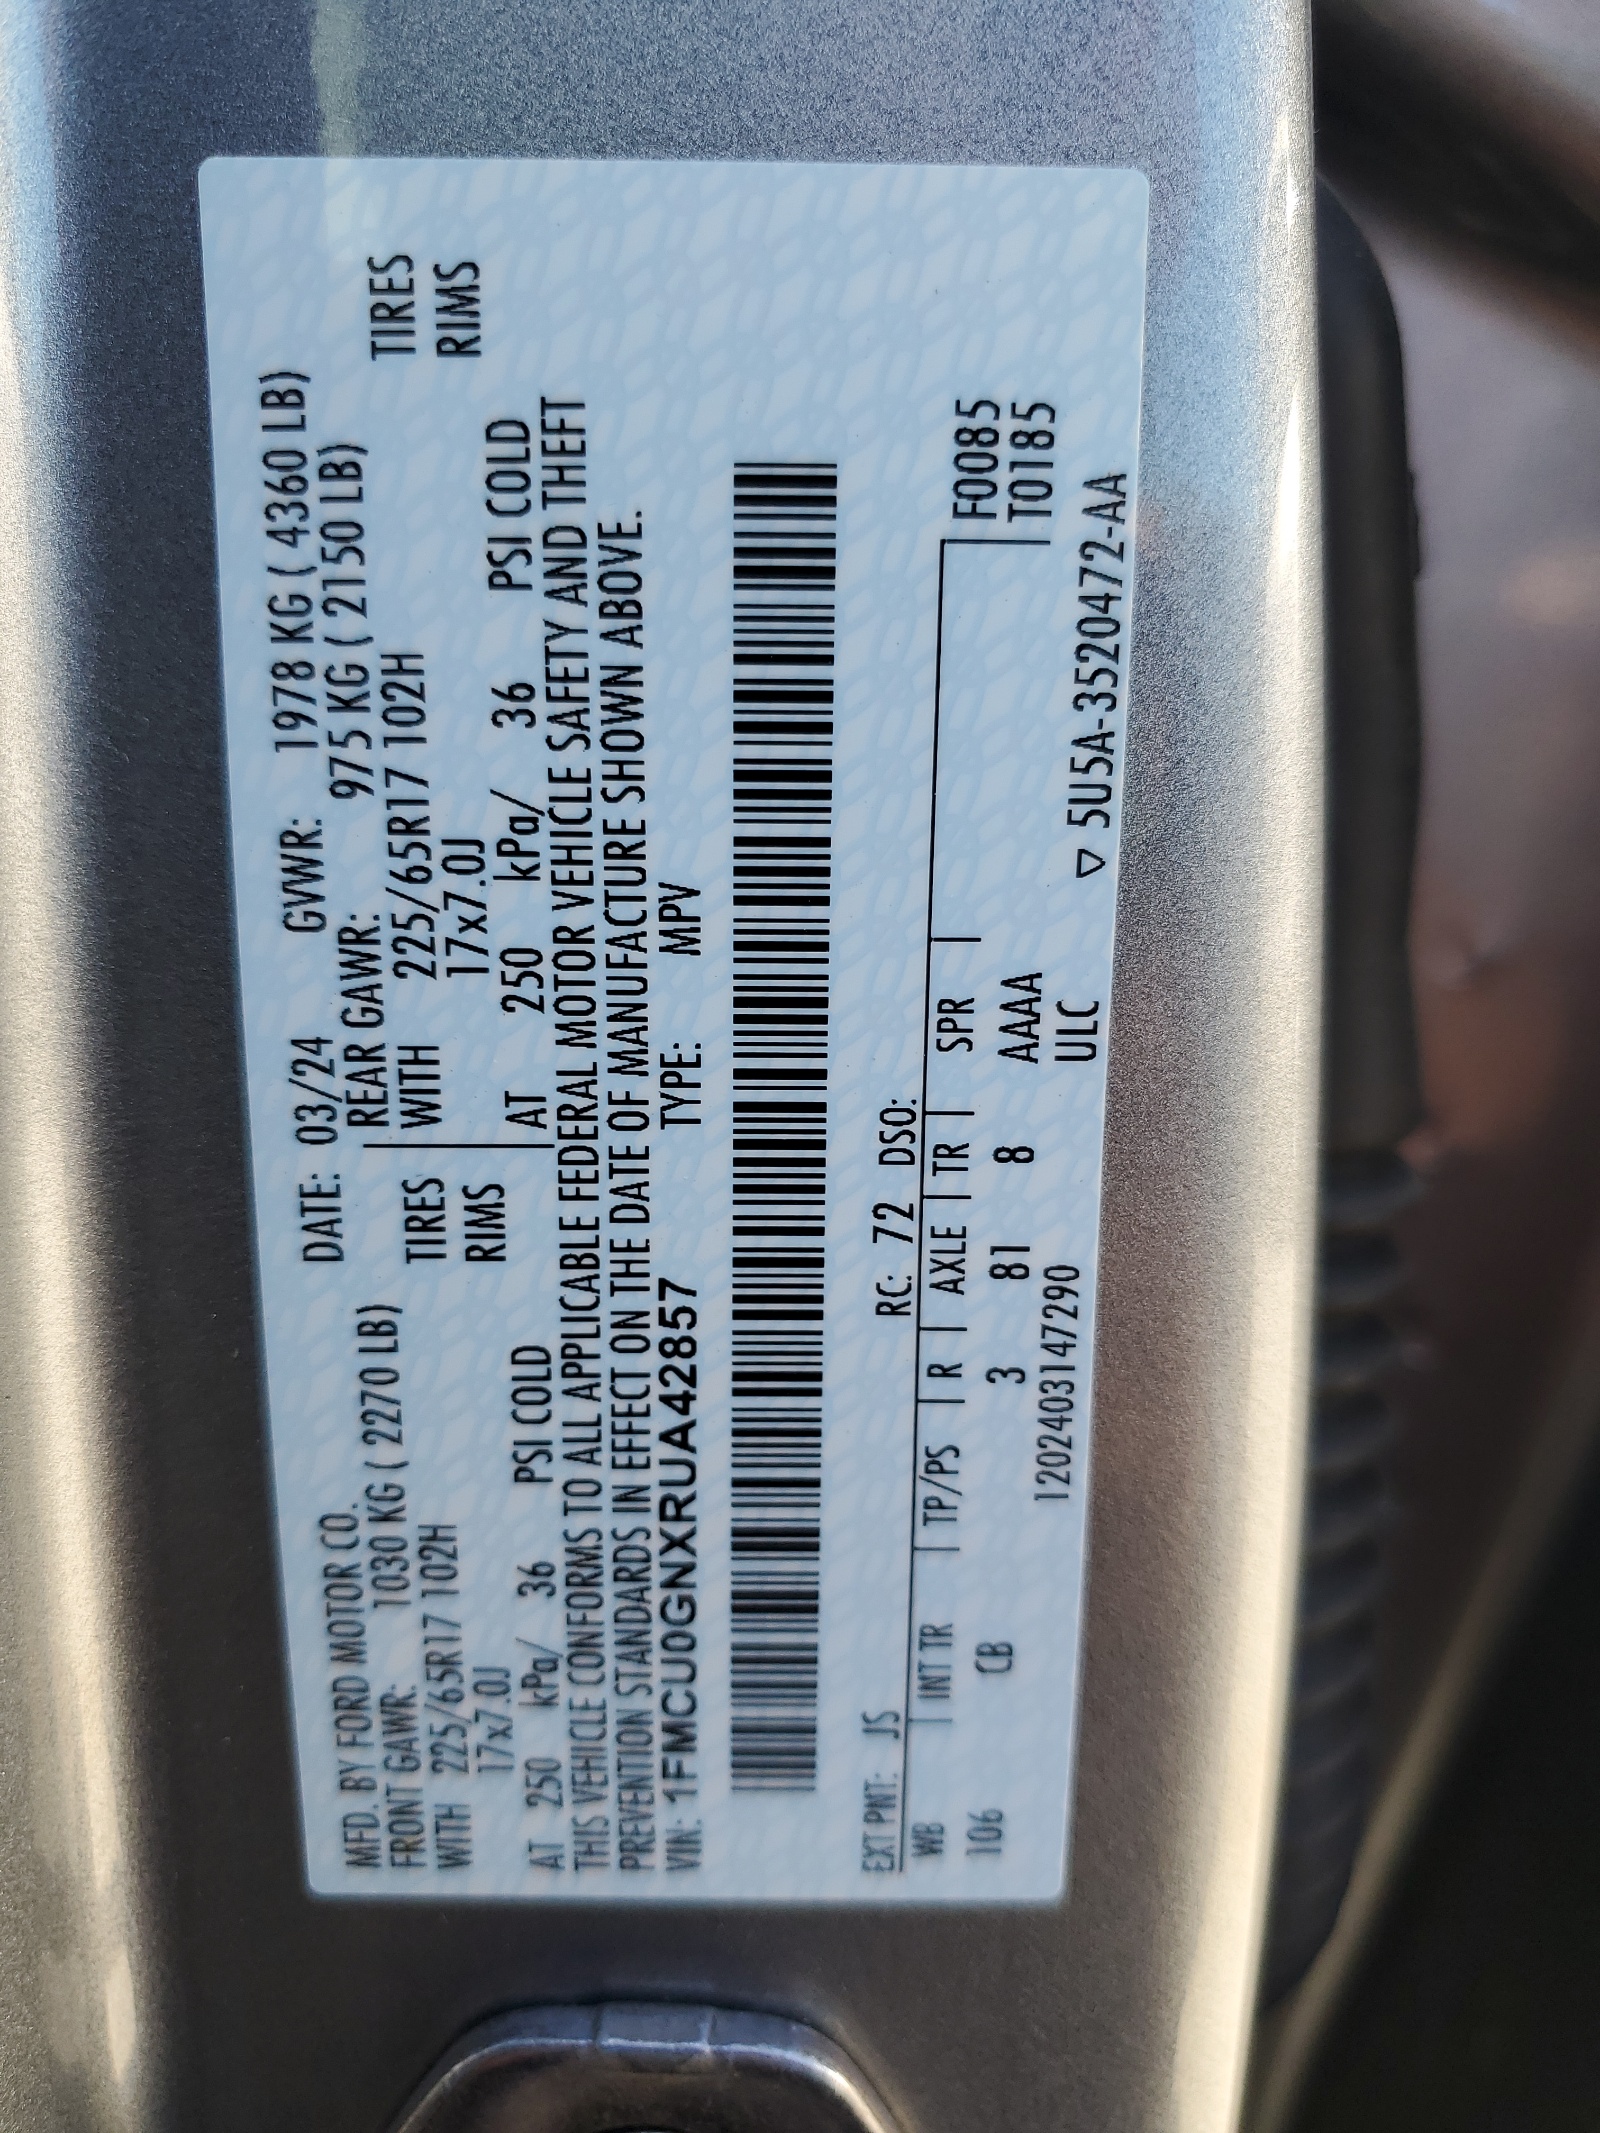 MFD. BY FORD MOTOR CO. DATE: 03/24 GVWR: 1978 KG ( 4360 LB)
FRONT GAWR: 1030 KG ( 2270 LB) REAR GAWR: 975 KG ( 2150 LB)
WITH 225/65R17 102H TIRES WITH 225/65R17 102H TIRES
17x7.0J RIMS 17x7.0J RIMS
AT 250 kPa/ 36 PSI COLD AT 250 kPa/ 36 PSI COLD
THIS VEHICLE CONFORMS TO ALL APPLICABLE FEDERAL MOTOR VEHICLE SAFETY AND THEFT
PREVENTION STANDARDS IN EFFECT ON THE DATE OF MANUFACTURE SHOWN ABOVE.
VIN: 1FMCU0GNXRUA42857 TYPE: MPV
EXT PNT: JS RC: 72 DSO:
WB INT TR TP/PS R AXLE TR SPR F0085
106 CB 3 81 8 AAAA T0185
120240314729​0 ULC
▽ 5U5A-3520472-AA